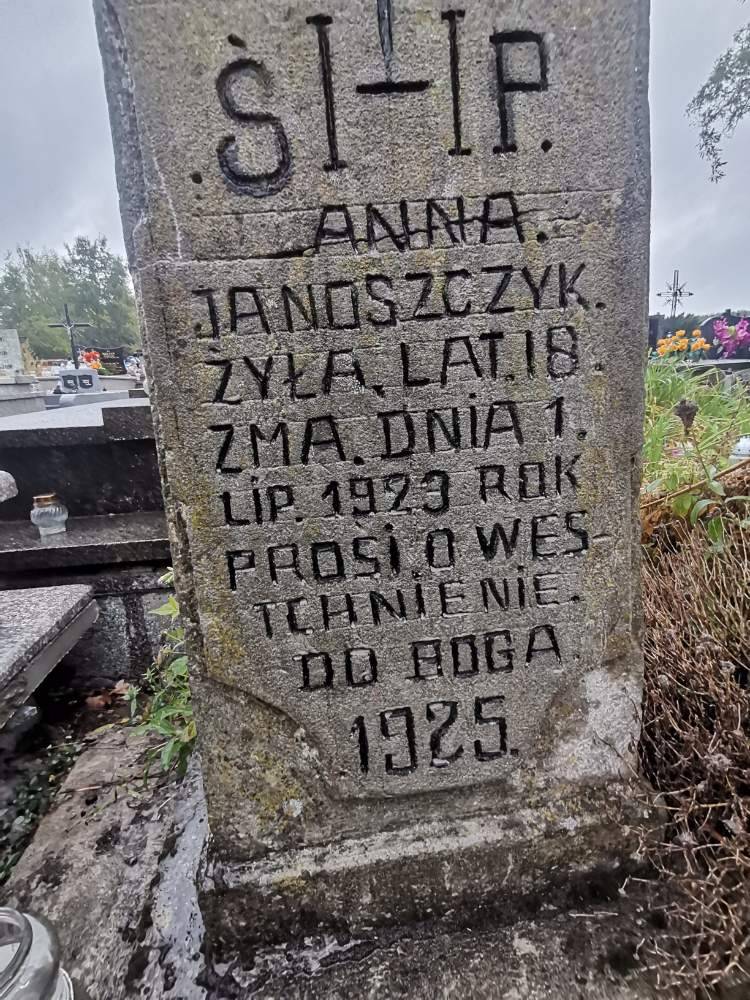 .Ś I I P.
ANNA.
JANOSZCZYK.
ŻYŁA, LAT. 18.
ZMA. DNIA 1.
LIP. 1923 ROK
PROSI. O WES-
TCHNIENIE.
DO BOGA.
1925.